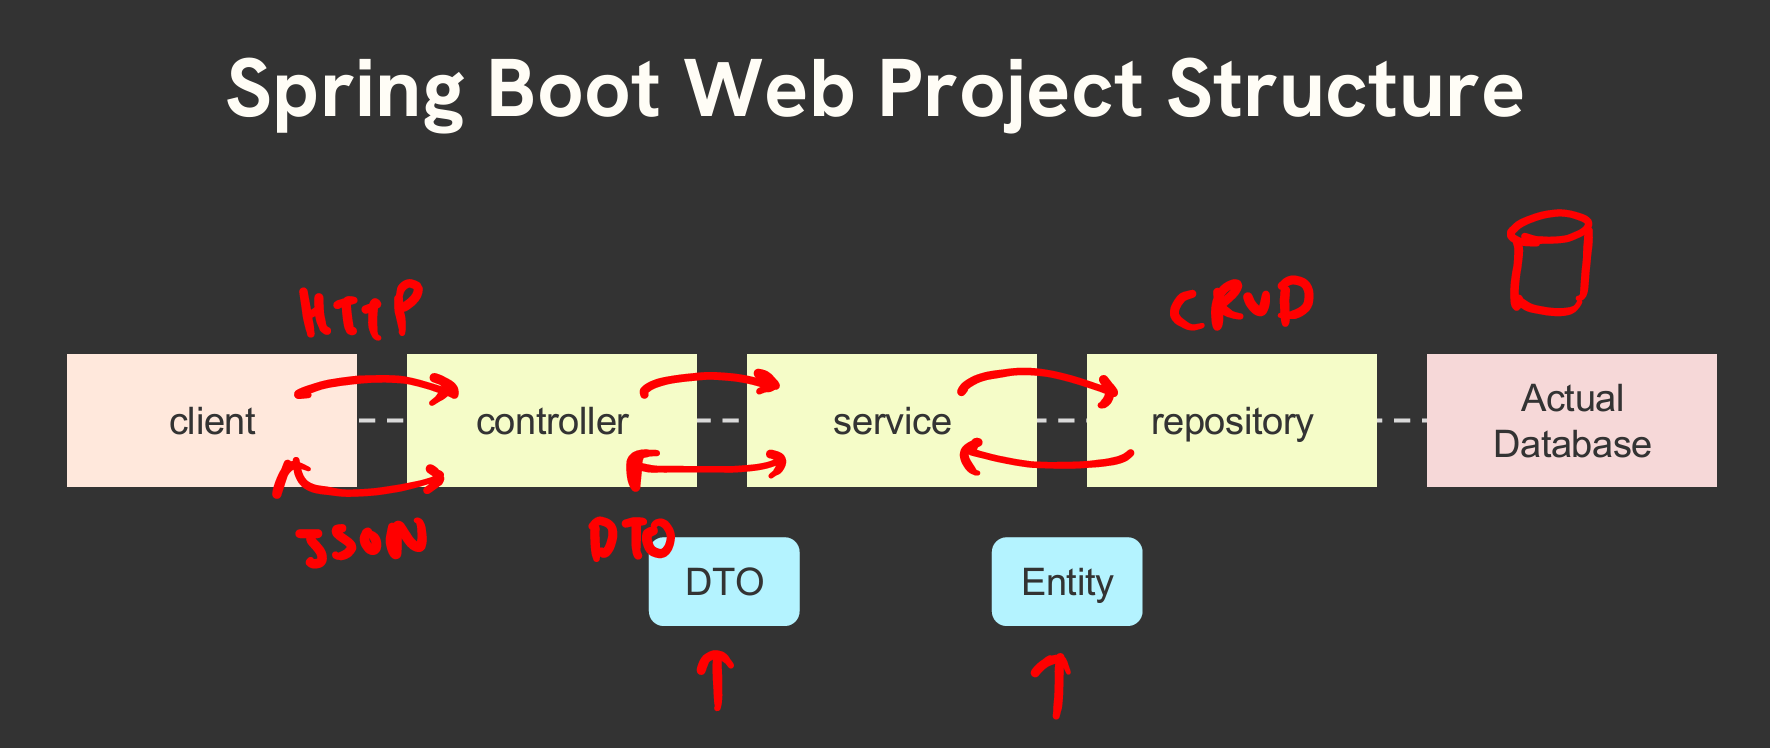 Spring Boot Web Project Structure
HTTP
CRUD
client
controller
service
repository
Actual
Database
JSON
DTO
DTO
Entity